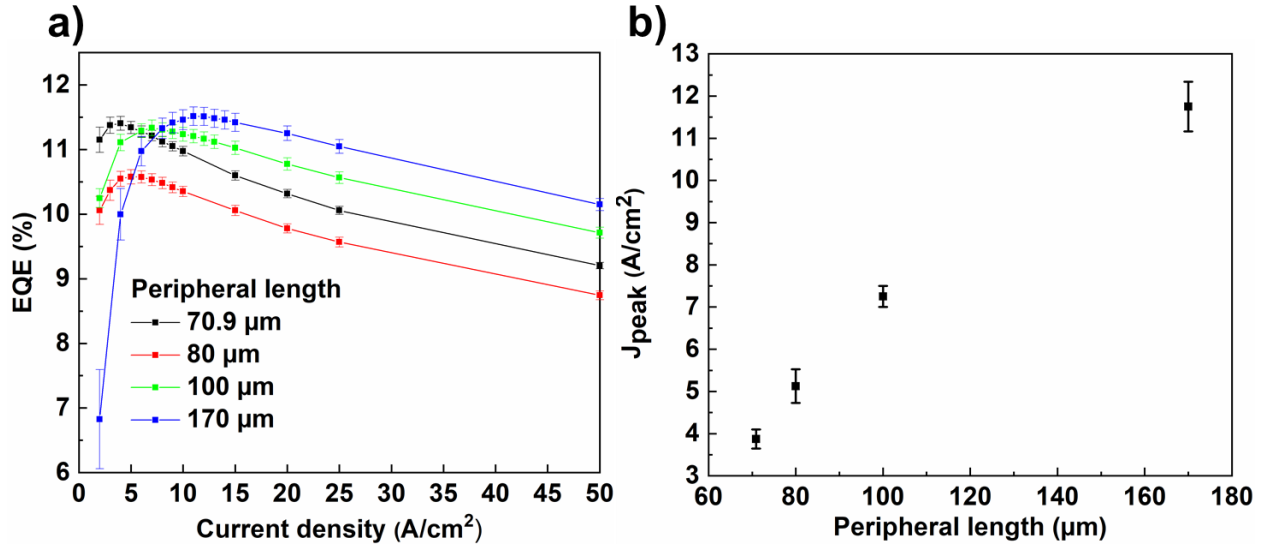 a)
12
11
10
9
8
7
6
EQE (%)
0 5 10 15 20 25 30 35 40 45 50
Current density (A/cm²)
Peripheral length
70.9 µm
80 µm
100 µm
170 µm
b)
13
12
11
10
9
8
7
6
5
4
3
Jpeak (A/cm²)
60 80 100 120 140 160 180
Peripheral length (µm)